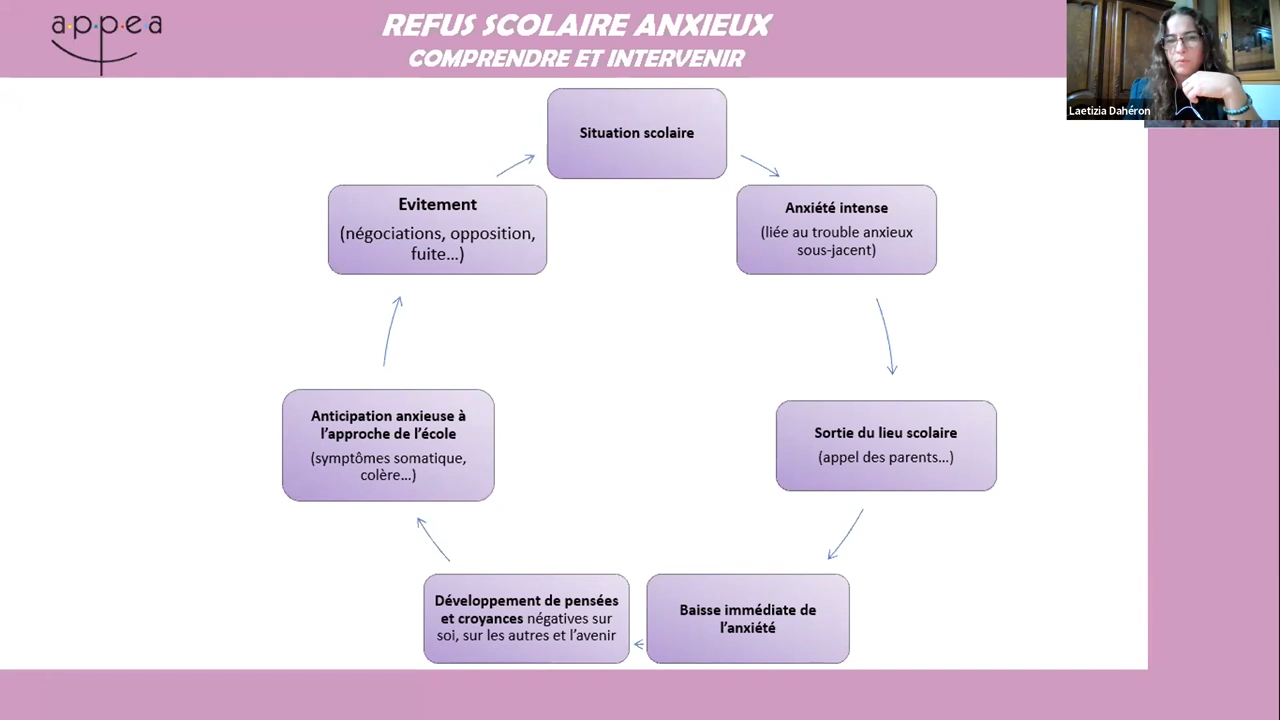 a·p·p·e·a
REFUS SCOLAIRE ANXIEUX
COMPRENDRE ET INTERVENIR
Laetizia Dahéron
Situation scolaire
Anxiété intense
(liée au trouble anxieux
sous-jacent)
Sortie du lieu scolaire
(appel des parents...)
Baisse immédiate de
l'anxiété
Développement de pensées
et croyances négatives sur
soi, sur les autres et l'avenir
Anticipation anxieuse à
l'approche de l'école
(symptômes somatique,
colère...)
Evitement
(négociations, opposition,
fuite...)